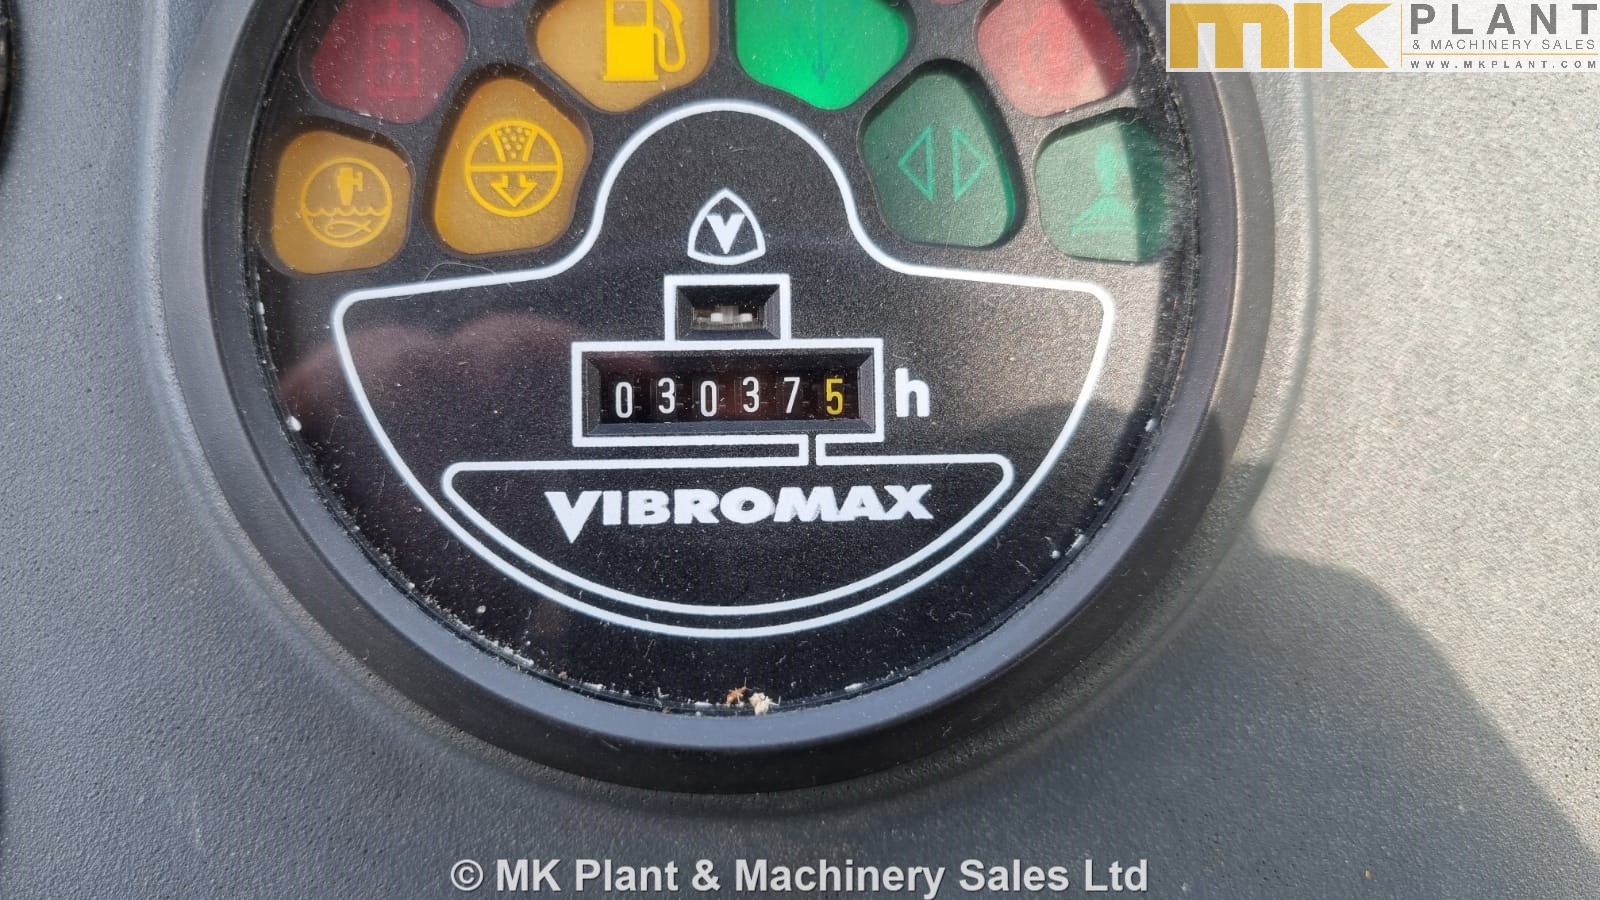 MK PLANT
& MACHINERY SALES
WWW.MKPLANT.COM
V
030375 h
VIBROMAX
© MK Plant & Machinery Sales Ltd